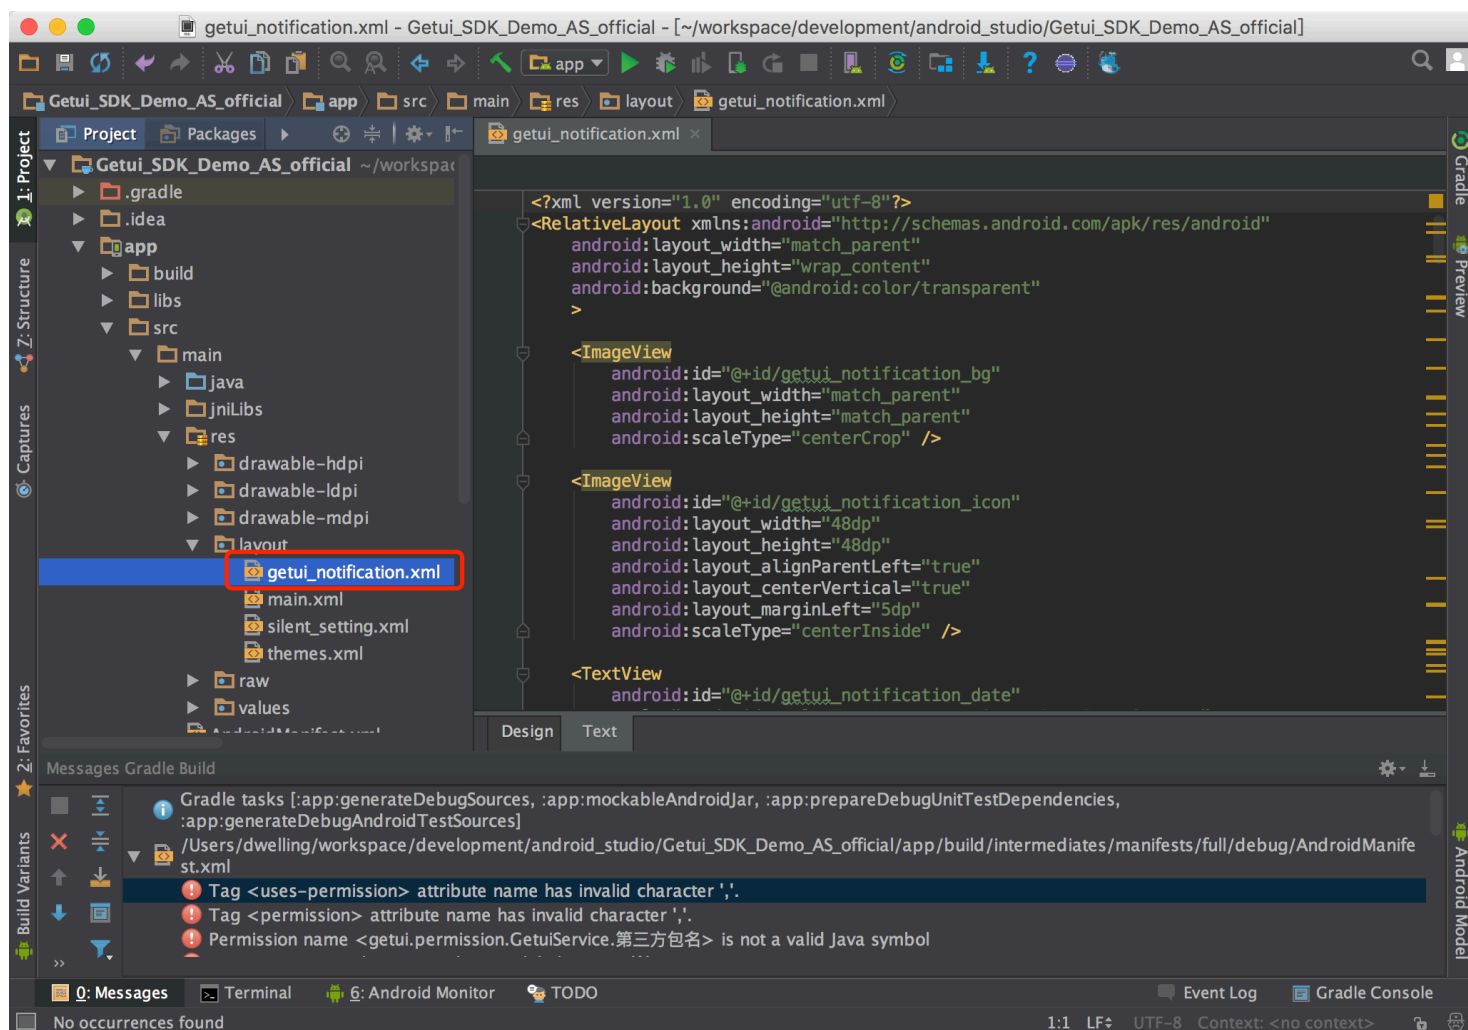 getui_notification.xml - Getui_SDK_Demo_AS_official - [~/workspace/development/android_studio/Getui_SDK_Demo_AS_official]
app
Getui_SDK_Demo_AS_official app src main res layout getui_notification.xml
Project Packages
getui_notification.xml
1: Project
Z: Structure
Captures
2: Favorites
Build Variants
Getui_SDK_Demo_AS_official ~/workspac
.gradle
.idea
app
build
libs
src
main
java
jniLibs
res
drawable-hdpi
drawable-ldpi
drawable-mdpi
layout
getui_notification.xml
main.xml
silent_setting.xml
themes.xml
raw
values
AndroidManifest.xml
<?xml version="1.0" encoding="utf-8"?>
<RelativeLayout xmlns:android="http://schemas.android.com/apk/res/android"
android:layout_width="match_parent"
android:layout_height="wrap_content"
android:background="@android:color/transparent"
>
<ImageView
android:id="@+id/getui_notification_bg"
android:layout_width="match_parent"
android:layout_height="match_parent"
android:scaleType="centerCrop" />
<ImageView
android:id="@+id/getui_notification_icon"
android:layout_width="48dp"
android:layout_height="48dp"
android:layout_alignParentLeft="true"
android:layout_centerVertical="true"
android:layout_marginLeft="5dp"
android:scaleType="centerInside" />
<TextView
android:id="@+id/getui_notification_date"
Design Text
Gradle
Preview
Android Model
Messages Gradle Build
Gradle tasks [:app:generateDebugSources, :app:mockableAndroidJar, :app:prepareDebugUnitTestDependencies,
:app:generateDebugAndroidTestSources]
/Users/dwelling/workspace/development/android_studio/Getui_SDK_Demo_AS_official/app/build/intermediates/manifests/full/debug/AndroidManife
st.xml
Tag <uses-permission> attribute name has invalid character ','.
Tag <permission> attribute name has invalid character ','.
Permission name <getui.permission.GetuiService.第三方包名> is not a valid Java symbol
0: Messages Terminal 6: Android Monitor TODO Event Log Gradle Console
No occurrences found 1:1 LF UTF-8 Context: <no context>